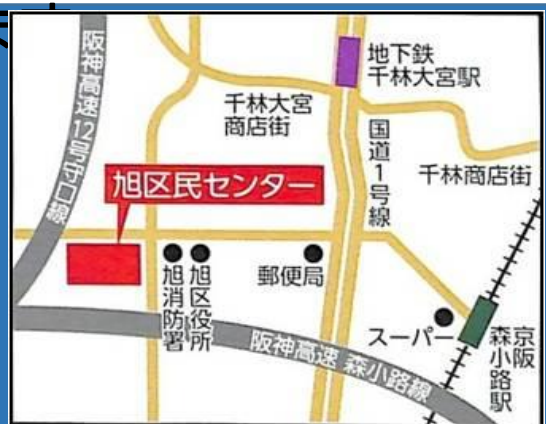 阪神高速12号守口線
地下鉄
千林大宮駅
千林大宮
商店街
国道1号線
千林商店街
旭区民センター
旭消防署
旭区役所
郵便局
スーパー
京阪
森小路駅
阪神高速 森小路線